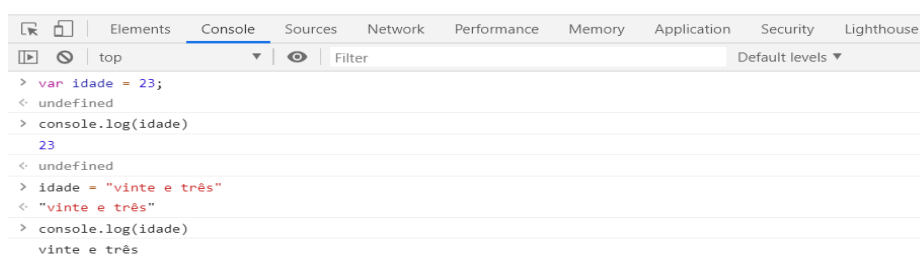 Elements Console Sources Network Performance Memory Application Security Lighthouse
top Filter Default levels ▼
> var idade = 23;
<· undefined
> console.log(idade)
23
<· undefined
> idade = "vinte e três"
<· "vinte e três"
> console.log(idade)
vinte e três